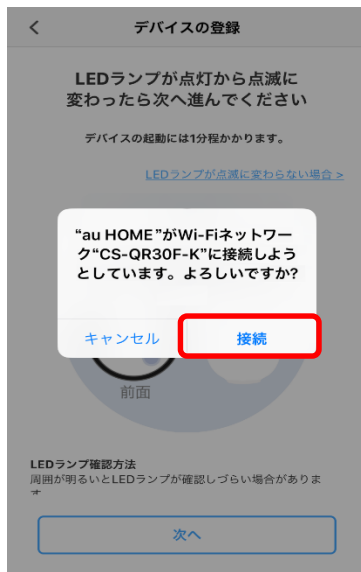 デバイスの登録
LEDランプが点灯から点滅に
変わったら次へ進んでください
デバイスの起動には1分程かかります。
LEDランプが点滅に変わらない場合 >
“au HOME”がWi-Fiネットワー
ク“CS-QR30F-K”に接続しよう
としています。よろしいですか?
キャンセル 接続
前面
LEDランプ確認方法
周囲が明るいとLEDランプが確認しづらい場合がありま
次へ